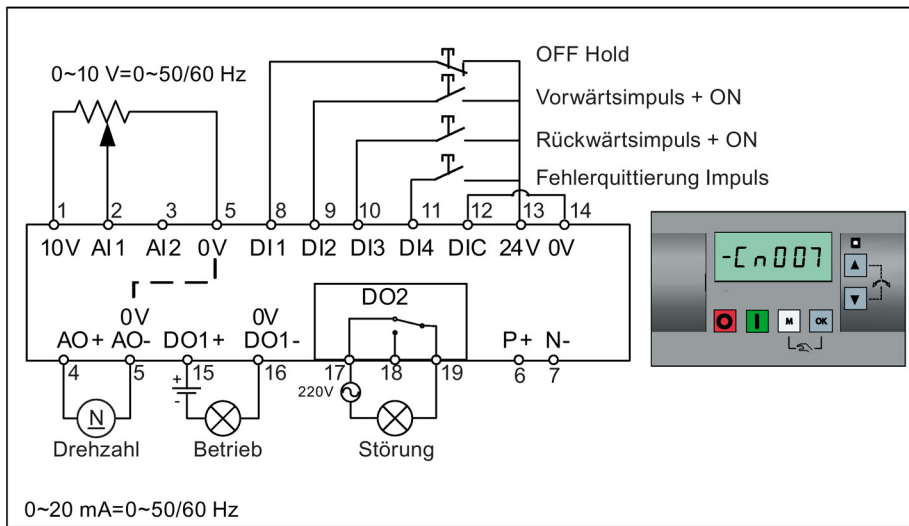 OFF Hold
0~10 V=0~50/60 Hz
Vorwärtsimpuls + ON
Rückwärtsimpuls + ON
Fehlerquittierung Impuls
1 2 3 5 8 9 10 11 12 13 14
10V AI1 AI2 0V DI1 DI2 DI3 DI4 DIC 24V 0V
-Cn007
M OK
DO2
0V 0V
AO+ AO- DO1+ DO1- P+ N-
4 5 15 16 17 18 19 6 7
+
-
220V
N
Drehzahl Betrieb Störung
0~20 mA=0~50/60 Hz